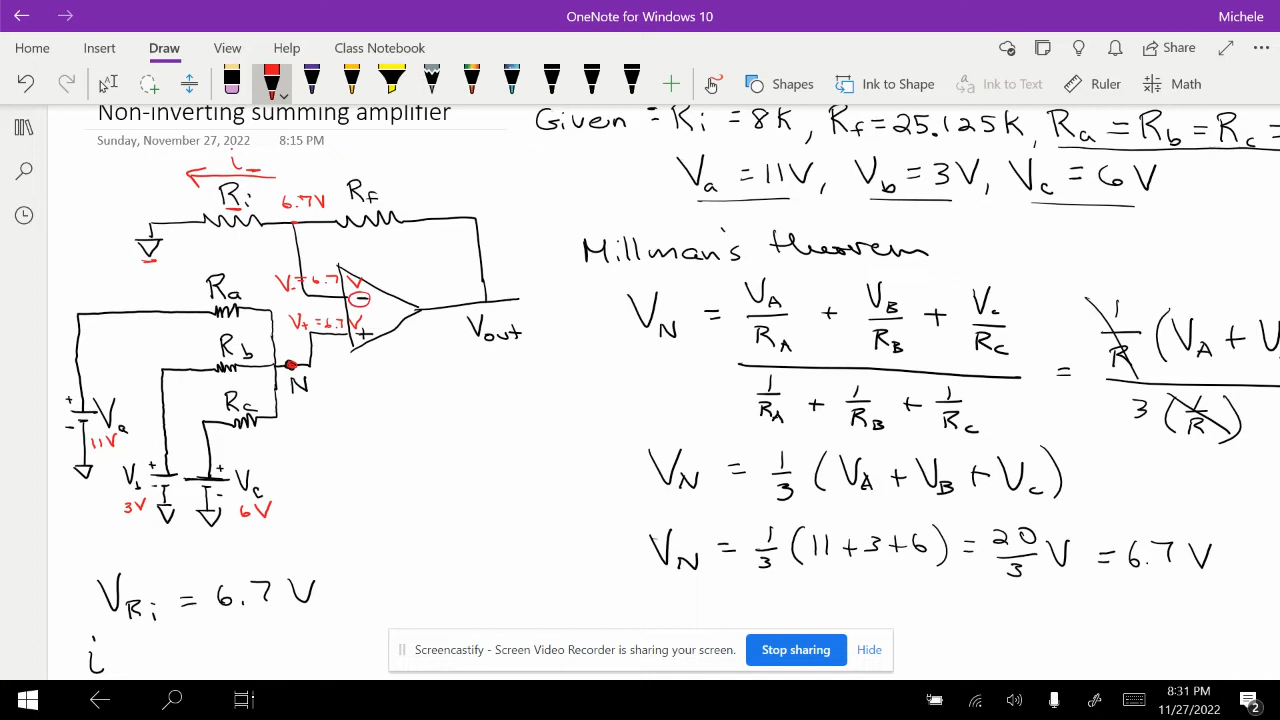 OneNote for Windows 10
Michele
Home Insert Draw View Help Class Notebook
Share
Shapes Ink to Shape Ink to Text Ruler Math
Non-inverting summing amplifier
Sunday, November 27, 2022 8:15 PM
Given = Ri = 8K, Rf = 25.125K, Ra = Rb = Rc =
Va = 11V, Vb = 3V, Vc = 6V
i-
Ri
6.7V
Rf
V- = 6.7 V
-
V+ = 6.7 V
+
Vout
Ra
Rb
N
Rc
+
-
Va
11V
Vb
+
-
3V
+
-
Vc
6V
Millman's theorem
VN = VA/RA + VB/RB + Vc/RC = 1/R (VA + V
1/RA + 1/RB + 1/RC 3 (1/R)
VN = 1/3 (VA + VB + Vc)
VN = 1/3 (11+3+6) = 20/3 V = 6.7 V
VRi = 6.7 V
i
Screencastify - Screen Video Recorder is sharing your screen. Stop sharing Hide
8:31 PM
11/27/2022
2